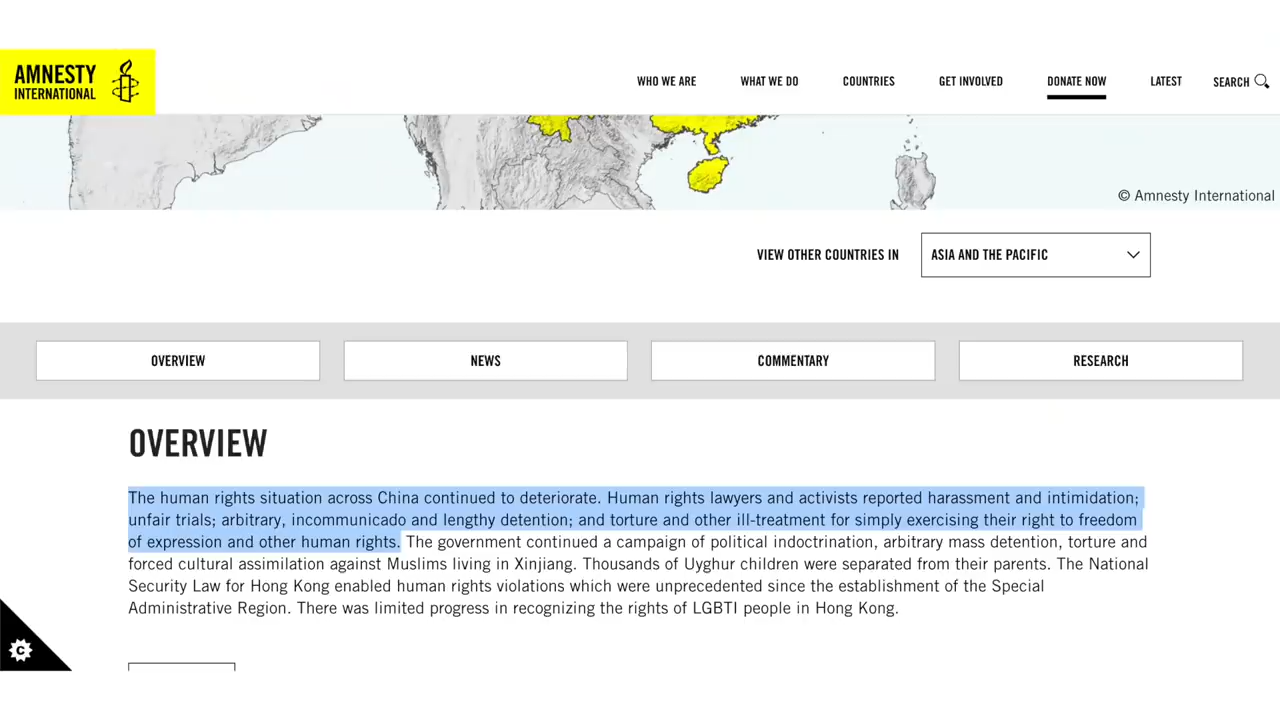 AMNESTY
INTERNATIONAL
WHO WE ARE
WHAT WE DO
COUNTRIES
GET INVOLVED
DONATE NOW
LATEST
SEARCH
© Amnesty International
VIEW OTHER COUNTRIES IN
ASIA AND THE PACIFIC
OVERVIEW
NEWS
COMMENTARY
RESEARCH
OVERVIEW
The human rights situation across China continued to deteriorate. Human rights lawyers and activists reported harassment and intimidation;
unfair trials; arbitrary, incommunicado and lengthy detention; and torture and other ill-treatment for simply exercising their right to freedom
of expression and other human rights. The government continued a campaign of political indoctrination, arbitrary mass detention, torture and
forced cultural assimilation against Muslims living in Xinjiang. Thousands of Uyghur children were separated from their parents. The National
Security Law for Hong Kong enabled human rights violations which were unprecedented since the establishment of the Special
Administrative Region. There was limited progress in recognizing the rights of LGBTI people in Hong Kong.
C